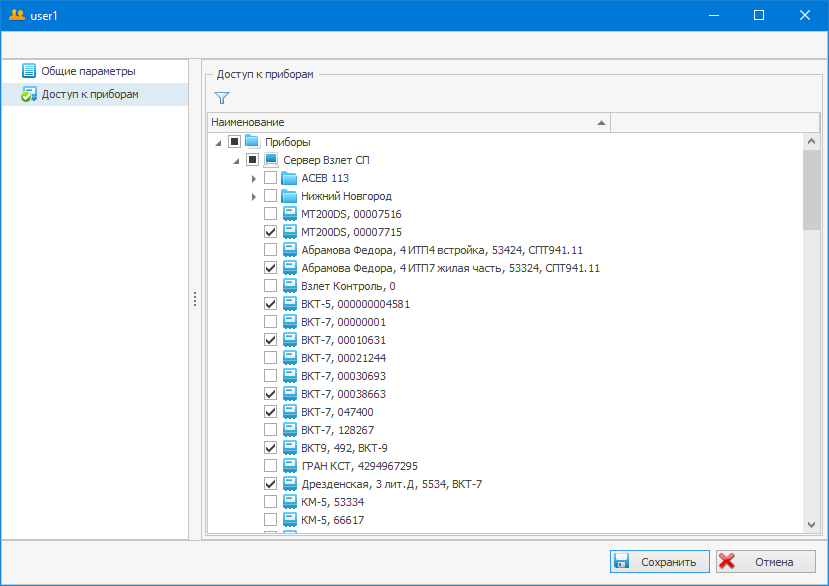 user1
Общие параметры
Доступ к приборам
Доступ к приборам
Наименование
Приборы
Сервер Взлет СП
АСЕВ 113
Нижний Новгород
MT200DS, 00007516
MT200DS, 00007715
Абрамова Федора, 4 ИТП4 встройка, 53424, СПТ941.11
Абрамова Федора, 4 ИТП7 жилая часть, 53324, СПТ941.11
Взлет Контроль, 0
ВКТ-5, 000000004581
ВКТ-7, 00000001
ВКТ-7, 00010631
ВКТ-7, 00021244
ВКТ-7, 00030693
ВКТ-7, 00038663
ВКТ-7, 047400
ВКТ-7, 128267
ВКТ9, 492, ВКТ-9
ГРАН КСТ, 4294967295
Дрезденская, 3 лит.Д, 5534, ВКТ-7
КМ-5, 53334
КМ-5, 66617
Сохранить
Отмена